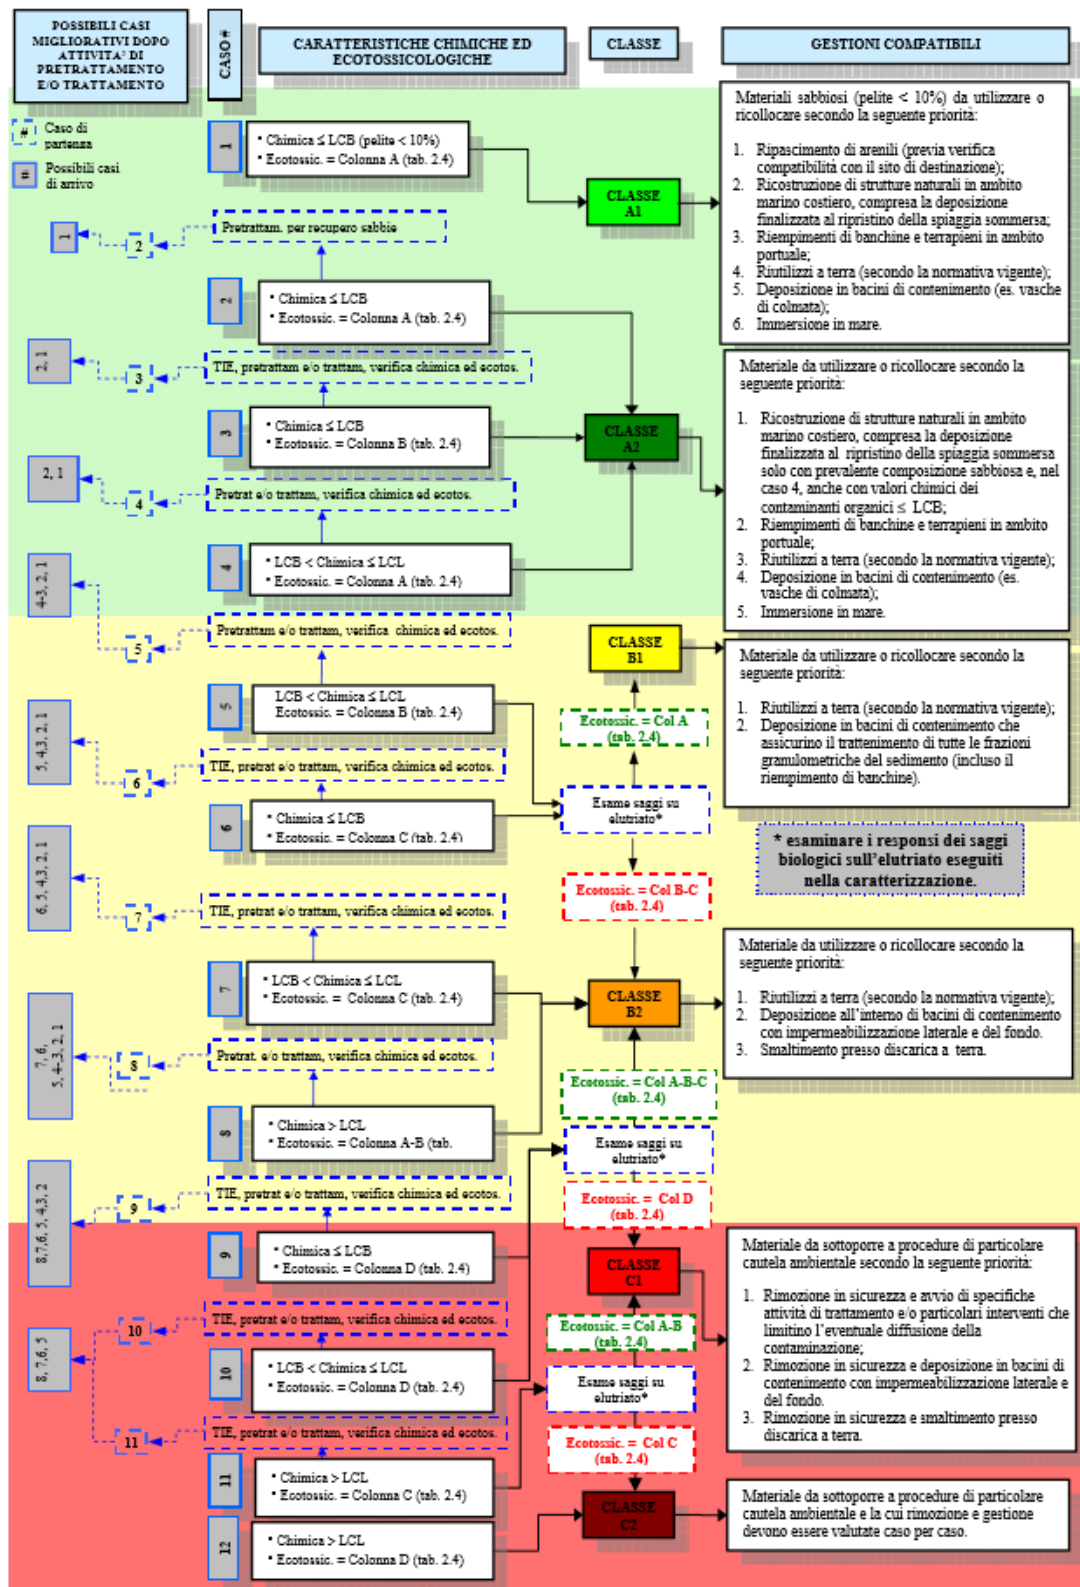 POSSIBILI CASI
MIGLIORATIVI DOPO
ATTIVITA' DI
PRETRATTAMENTO
E/O TRATTAMENTO
CASO #
CARATTERISTICHE CHIMICHE ED
ECOTOSSICOLOGICHE
CLASSE
GESTIONI COMPATIBILI
# Caso di
partenza
# Possibili casi
di arrivo
1
* Chimica ≤ LCB (pelite < 10%)
* Ecotossic. = Colonna A (tab. 2.4)
CLASSE
A1
Materiali sabbiosi (pelite < 10%) da utilizzare o
ricollocare secondo la seguente priorità:
1. Ripascimento di arenili (previa verifica
compatibilità con il sito di destinazione);
2. Ricostruzione di strutture naturali in ambito
marino costiero, compresa la deposizione
finalizzata al ripristino della spiaggia sommersa;
3. Riempimenti di banchine e terrapieni in ambito
portuale;
4. Riutilizzi a terra (secondo la normativa vigente);
5. Deposizione in bacini di contenimento (es. vasche
di colmata);
6. Immersione in mare.
1
2
Pretrattam. per recupero sabbie
2
* Chimica ≤ LCB
* Ecotossic. = Colonna A (tab. 2.4)
2, 1
3
TIE, pretrattam e/o trattam, verifica chimica ed ecotos.
3
* Chimica ≤ LCB
* Ecotossic. = Colonna B (tab. 2.4)
CLASSE
A2
Materiale da utilizzare o ricollocare secondo la
seguente priorità:
1. Ricostruzione di strutture naturali in ambito
marino costiero, compresa la deposizione
finalizzata al ripristino della spiaggia sommersa
solo con prevalente composizione sabbiosa e, nel
caso 4, anche con valori chimici dei
contaminanti organici ≤ LCB;
2. Riempimenti di banchine e terrapieni in ambito
portuale;
3. Riutilizzi a terra (secondo la normativa vigente);
4. Deposizione in bacini di contenimento (es.
vasche di colmata);
5. Immersione in mare.
2, 1
4
Pretrat e/o trattam, verifica chimica ed ecotos.
4
* LCB < Chimica ≤ LCL
* Ecotossic. = Colonna A (tab. 2.4)
4-3, 2, 1
5
Pretrattam e/o trattam, verifica chimica ed ecotos.
5
LCB < Chimica ≤ LCL
Ecotossic. = Colonna B (tab. 2.4)
CLASSE
B1
Materiale da utilizzare o ricollocare secondo la
seguente priorità:
1. Riutilizzi a terra (secondo la normativa vigente);
2. Deposizione in bacini di contenimento che
assicurino il trattenimento di tutte le frazioni
granulometriche del sedimento (incluso il
riempimento di banchine).
Ecotossic. = Col A
(tab. 2.4)
5, 4,3, 2, 1
6
TIE, pretrat e/o trattam, verifica chimica ed ecotos.
6
* Chimica ≤ LCB
* Ecotossic. = Colonna C (tab. 2.4)
Esame saggi su
elutriato*
* esaminare i responsi dei saggi
biologici sull'elutriato eseguiti
nella caratterizzazione.
Ecotossic. = Col B-C
(tab. 2.4)
6, 5, 4,3, 2, 1
7
TIE, pretrat e/o trattam, verifica chimica ed ecotos.
7
* LCB < Chimica ≤ LCL
* Ecotossic. = Colonna C (tab. 2.4)
CLASSE
B2
Materiale da utilizzare o ricollocare secondo la
seguente priorità:
1. Riutilizzi a terra (secondo la normativa vigente);
2. Deposizione all'interno di bacini di contenimento
con impermeabilizzazione laterale e del fondo.
3. Smaltimento presso discarica a terra.
7, 6,
5, 4-3, 2, 1
8
Pretrat. e/o trattam, verifica chimica ed ecotos.
8
* Chimica > LCL
* Ecotossic. = Colonna A-B (tab.
Ecotossic. = Col A-B-C
(tab. 2.4)
Esame saggi su
elutriato*
Ecotossic. = Col D
(tab. 2.4)
8,7,6, 5, 4,3, 2
9
TIE, pretrat e/o trattam, verifica chimica ed ecotos.
9
* Chimica ≤ LCB
* Ecotossic. = Colonna D (tab. 2.4)
CLASSE
C1
Materiale da sottoporre a procedure di particolare
cautela ambientale secondo la seguente priorità:
1. Rimozione in sicurezza e avvio di specifiche
attività di trattamento e/o particolari interventi che
limitino l'eventuale diffusione della
contaminazione;
2. Rimozione in sicurezza e deposizione in bacini di
contenimento con impermeabilizzazione laterale e
del fondo.
3. Rimozione in sicurezza e smaltimento presso
discarica a terra.
8, 7,6, 5
10
TIE, pretrat e/o trattam, verifica chimica ed ecotos.
10
LCB < Chimica ≤ LCL
* Ecotossic. = Colonna D (tab. 2.4)
Ecotossic. = Col A-B
(tab. 2.4)
Esame saggi su
elutriato*
Ecotossic. = Col C
(tab. 2.4)
11
TIE, pretrat e/o trattam, verifica chimica ed ecotos.
11
* Chimica > LCL
* Ecotossic. = Colonna C (tab. 2.4)
12
* Chimica > LCL
* Ecotossic. = Colonna D (tab. 2.4)
CLASSE
C2
Materiale da sottoporre a procedure di particolare
cautela ambientale e la cui rimozione e gestione
devono essere valutate caso per caso.